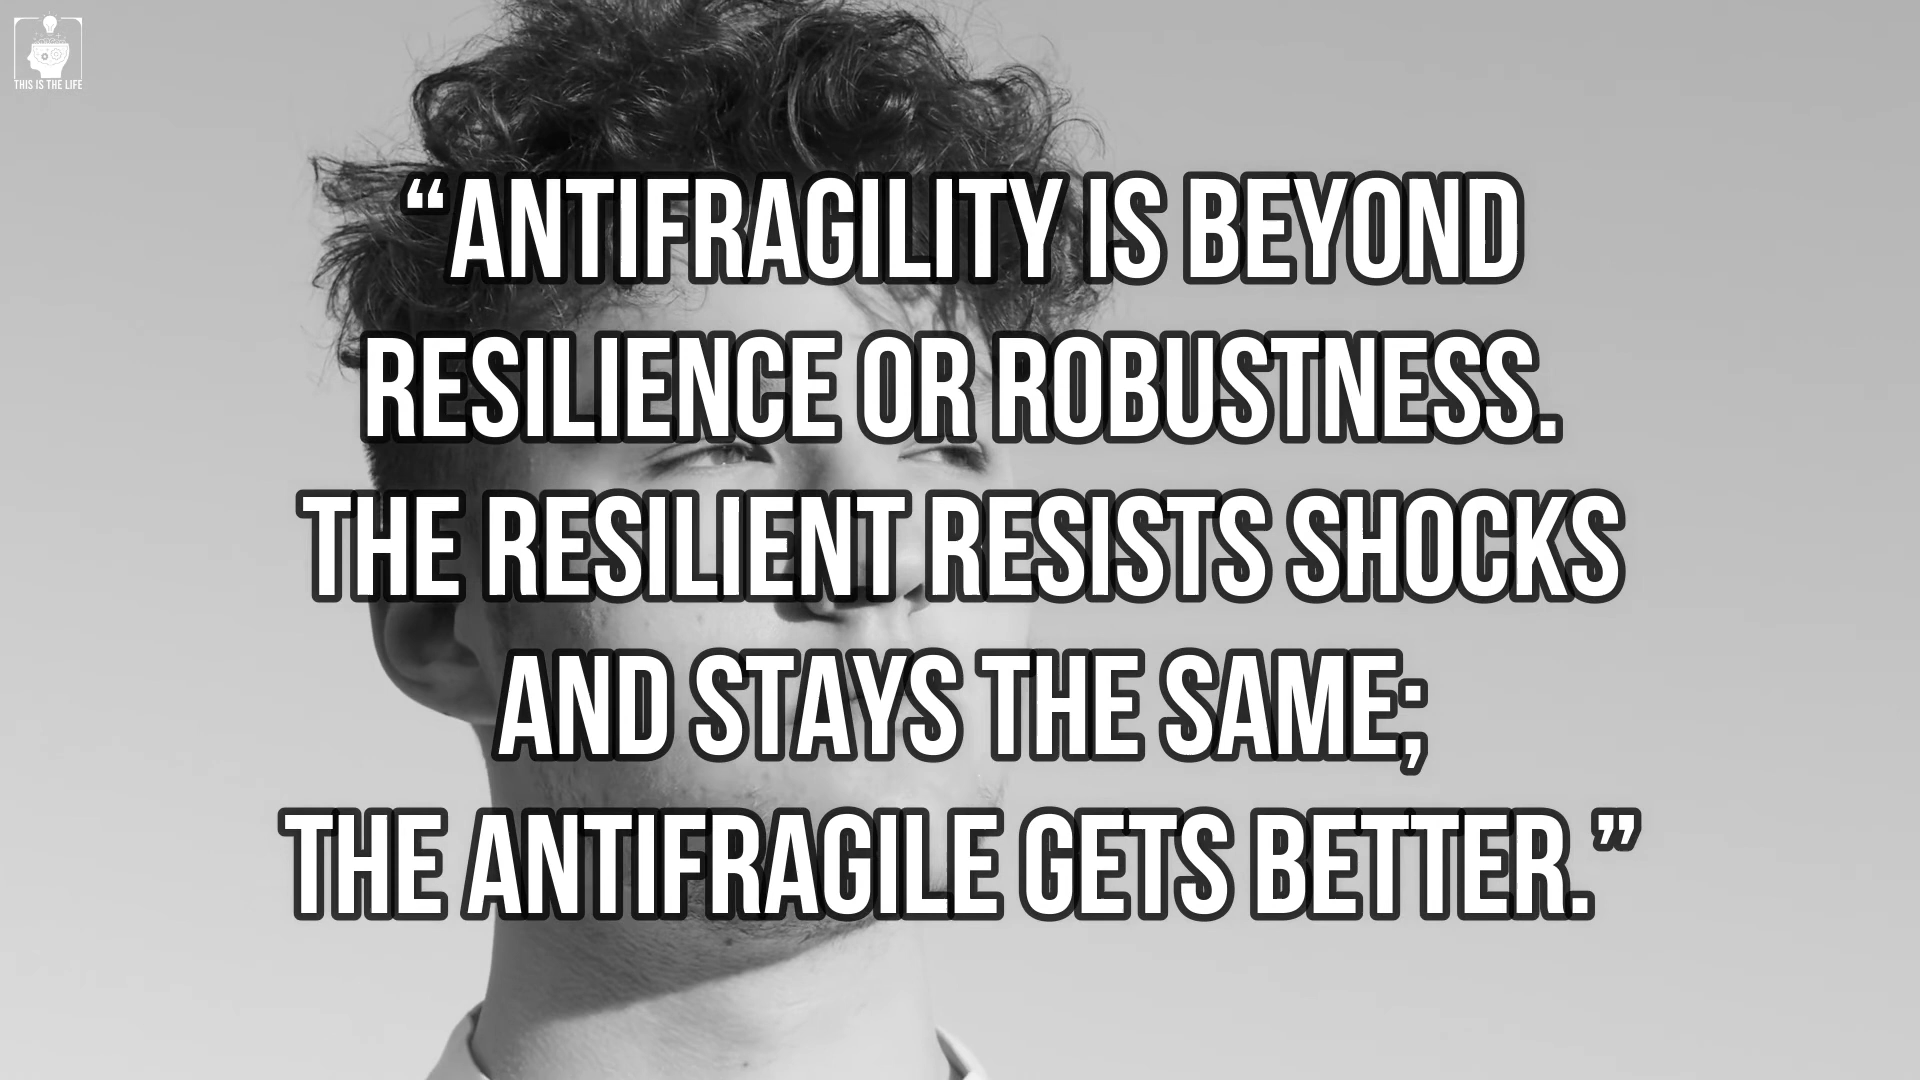 THIS IS THE LIFE
“ANTIFRAGILITY IS BEYOND
RESILIENCE OR ROBUSTNESS.
THE RESILIENT RESISTS SHOCKS
AND STAYS THE SAME;
THE ANTIFRAGILE GETS BETTER.”